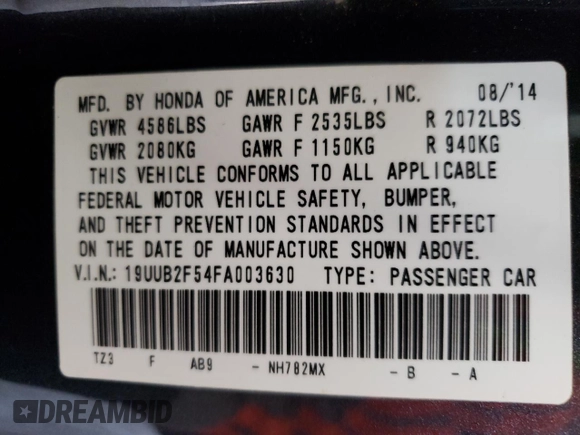 MFD. BY HONDA OF AMERICA MFG., INC. 08/'14
GVWR 4586LBS GAWR F 2535LBS R 2072LBS
GVWR 2080KG GAWR F 1150KG R 940KG
THIS VEHICLE CONFORMS TO ALL APPLICABLE
FEDERAL MOTOR VEHICLE SAFETY, BUMPER,
AND THEFT PREVENTION STANDARDS IN EFFECT
ON THE DATE OF MANUFACTURE SHOWN ABOVE.
V.I.N.: 19UUB2F54FA003630 TYPE: PASSENGER CAR
TZ3 F AB9 - NH782MX - B - A
DREAMBID